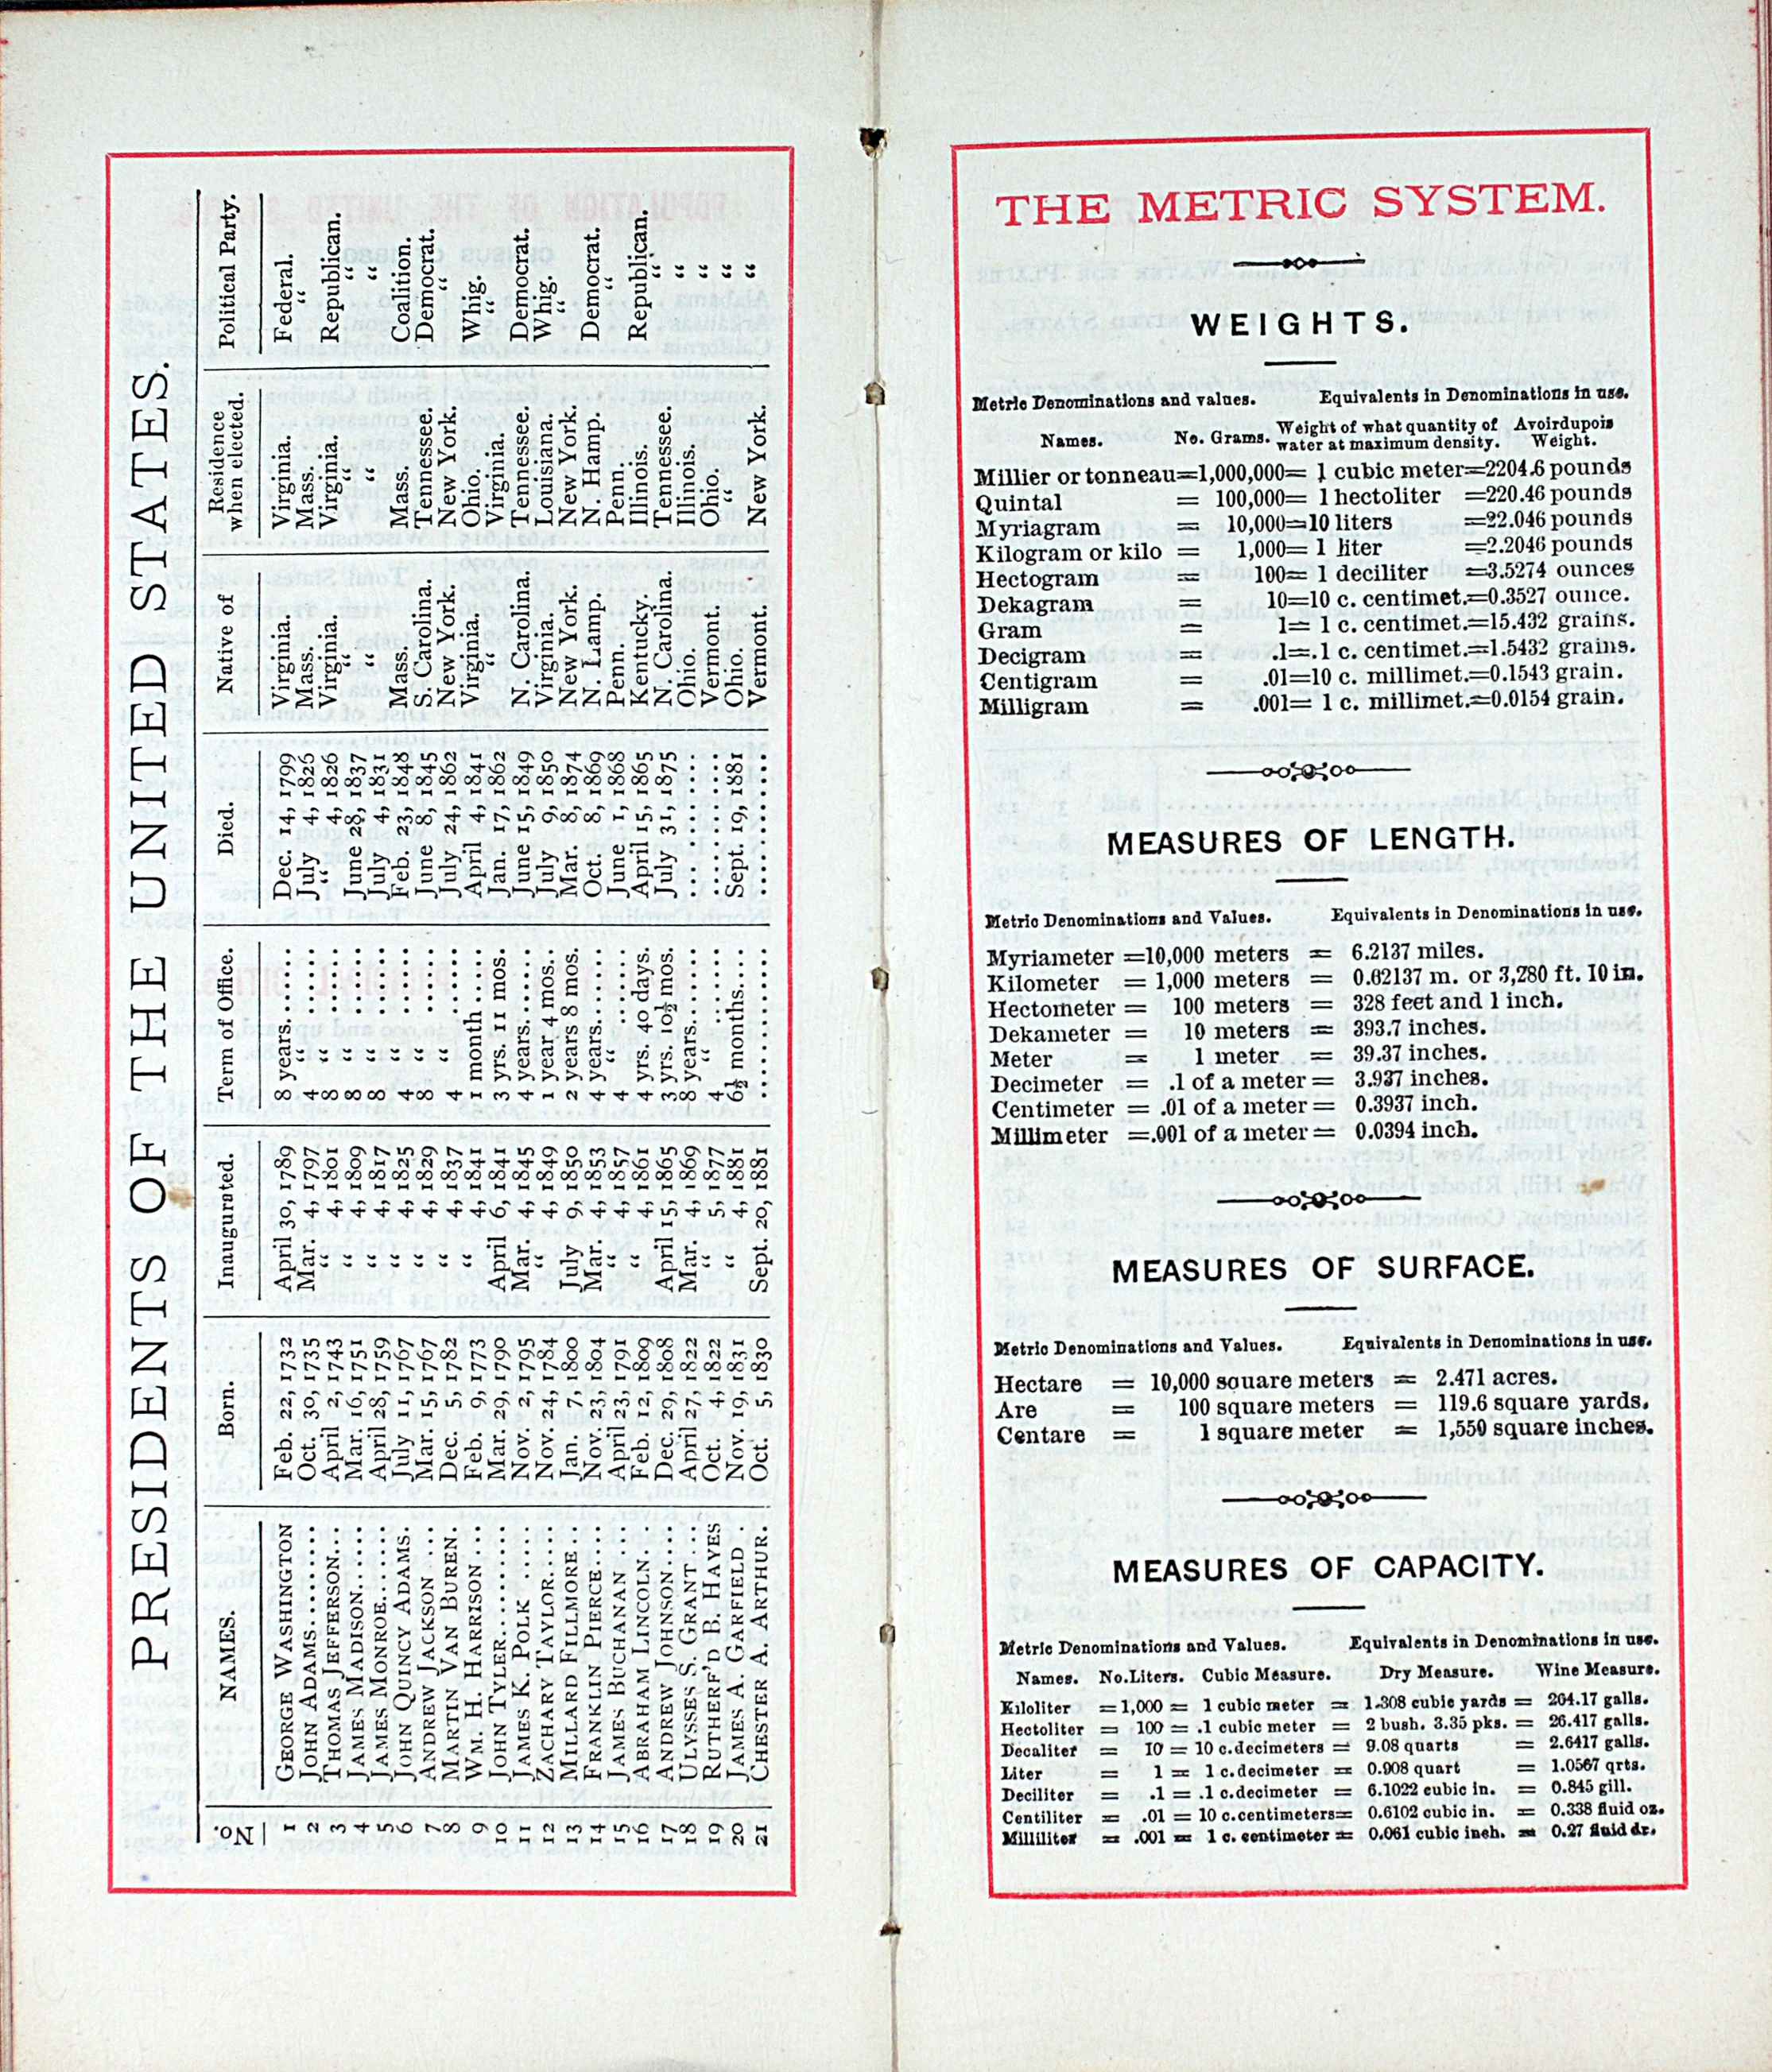 PRESIDENTS OF THE UNITED STATES.
No. NAMES. Born. Inaugurated. Term of Office. Died. Native of Residence when elected. Political Party.
1 GEORGE WASHINGTON Feb. 22, 1732 April 30, 1789 8 years....... Dec. 14, 1799 Virginia. Virginia. Federal.
2 JOHN ADAMS........ Oct. 30, 1735 Mar. 4, 1797 4 “ ....... July 4, 1826 Mass. Mass. “
3 THOMAS JEFFERSON... April 2, 1743 “ 4, 1801 8 “ ....... “ 4, 1826 Virginia. Virginia. Republican.
4 JAMES MADISON...... Mar. 16, 1751 “ 4, 1809 8 “ ....... June 28, 1837 “ “ “
5 JAMES MONROE...... April 28, 1759 “ 4, 1817 8 “ ....... July 4, 1831 “ “ “
6 JOHN QUINCY ADAMS. July 11, 1767 “ 4, 1825 4 “ ....... Feb. 23, 1848 Mass. Mass. Coalition.
7 ANDREW JACKSON .... Mar. 15, 1767 “ 4, 1829 8 “ ....... June 8, 1845 S. Carolina. Tennessee. Democrat.
8 MARTIN VAN BUREN. Dec. 5, 1782 “ 4, 1837 4 “ ....... July 24, 1862 New York. New York. “
9 WM. H. HARRISON .... Feb. 9, 1773 “ 4, 1841 1 month ..... April 4, 1841 Virginia. Ohio. Whig.
10 JOHN TYLER......... Mar. 29, 1790 April 6, 1841 3 yrs. 11 mos. Jan. 17, 1862 “ Virginia. “
11 JAMES K. POLK ...... Nov. 2, 1795 Mar. 4, 1845 4 years....... June 15, 1849 N. Carolina. Tennessee. Democrat.
12 ZACHARY TAYLOR..... Nov. 24, 1784 “ 4, 1849 1 year, 4 mos.. July 9, 1850 Virginia. Louisiana. Whig.
13 MILLARD FILLMORE ... Jan. 7, 1800 July 9, 1850 2 years 8 mos. Mar. 8, 1874 New York. New York. “
14 FRANKLIN PIERCE.... Nov. 23, 1804 Mar. 4, 1853 4 years....... Oct. 8, 1869 N. Lamp. N. Hamp. Democrat.
15 JAMES BUCHANAN .... April 23, 1791 “ 4, 1857 4 “ ....... June 1, 1868 Penn. Penn. “
16 ABRAHAM LINCOLN... Feb. 12, 1809 “ 4, 1861 4 yrs. 40 days. April 15, 1865 Kentucky. Illinois. Republican.
17 ANDREW JOHNSON.... Dec. 29, 1808 April 15, 1865 3 yrs. 10½ mos. July 31, 1875 N. Carolina. Tennessee. “
18 ULYSSES S. GRANT ... April 27, 1822 Mar. 4, 1869 8 years....... .............. Ohio. Illinois. “
19 RUTHERF'D B. HAYES Oct. 4, 1822 “ 5, 1877 4 “ ....... .............. Vermont. Ohio. “
20 JAMES A. GARFIELD Nov. 19, 1831 “ 4, 1881 6½ months..... Sept. 19, 1881 Ohio. “ “
21 CHESTER A. ARTHUR. Oct. 5, 1830 Sept. 20, 1881 .............. .............. Vermont. New York. “
THE METRIC SYSTEM.
WEIGHTS.
Metric Denominations and values. Equivalents in Denominations in use.
Names. No. Grams. Weight of what quantity of water at maximum density. Avoirdupois Weight.
Millier or tonneau=1,000,000= 1 cubic meter=2204.6 pounds
Quintal = 100,000= 1 hectoliter =220.46 pounds
Myriagram = 10,000=10 liters =22.046 pounds
Kilogram or kilo = 1,000= 1 liter =2.2046 pounds
Hectogram = 100= 1 deciliter =3.5274 ounces
Dekagram = 10=10 c. centimet.=0.3527 ounce.
Gram = 1= 1 c. centimet.=15.432 grains.
Decigram = .1=.1 c. centimet.=1.5432 grains.
Centigram = .01=10 c. millimet.=0.1543 grain.
Milligram = .001= 1 c. millimet.=0.0154 grain.
MEASURES OF LENGTH.
Metric Denominations and Values. Equivalents in Denominations in use.
Myriameter =10,000 meters = 6.2137 miles.
Kilometer = 1,000 meters = 0.62137 m. or 3,280 ft. 10 in.
Hectometer = 100 meters = 328 feet and 1 inch.
Dekameter = 10 meters = 393.7 inches.
Meter = 1 meter = 39.37 inches.
Decimeter = .1 of a meter = 3.937 inches.
Centimeter = .01 of a meter = 0.3937 inch.
Millimeter =.001 of a meter = 0.0394 inch.
MEASURES OF SURFACE.
Metric Denominations and Values. Equivalents in Denominations in use.
Hectare = 10,000 square meters = 2.471 acres.
Are = 100 square meters = 119.6 square yards.
Centare = 1 square meter = 1,550 square inches.
MEASURES OF CAPACITY.
Metric Denominations and Values. Equivalents in Denominations in use.
Names. No.Liters. Cubic Measure. Dry Measure. Wine Measure.
Kiloliter =1,000 = 1 cubic meter = 1.308 cubic yards = 264.17 galls.
Hectoliter = 100 = .1 cubic meter = 2 bush. 3.35 pks. = 26.417 galls.
Decaliter = 10 = 10 c.decimeters = 9.08 quarts = 2.6417 galls.
Liter = 1 = 1 c.decimeter = 0.908 quart = 1.0567 qrts.
Deciliter = .1 = .1 c.decimeter = 6.1022 cubic in. = 0.845 gill.
Centiliter = .01 = 10 c.centimeters= 0.6102 cubic in. = 0.338 fluid oz.
Milliliter = .001 = 1 c. centimeter = 0.061 cubic inch. = 0.27 fluid dr.